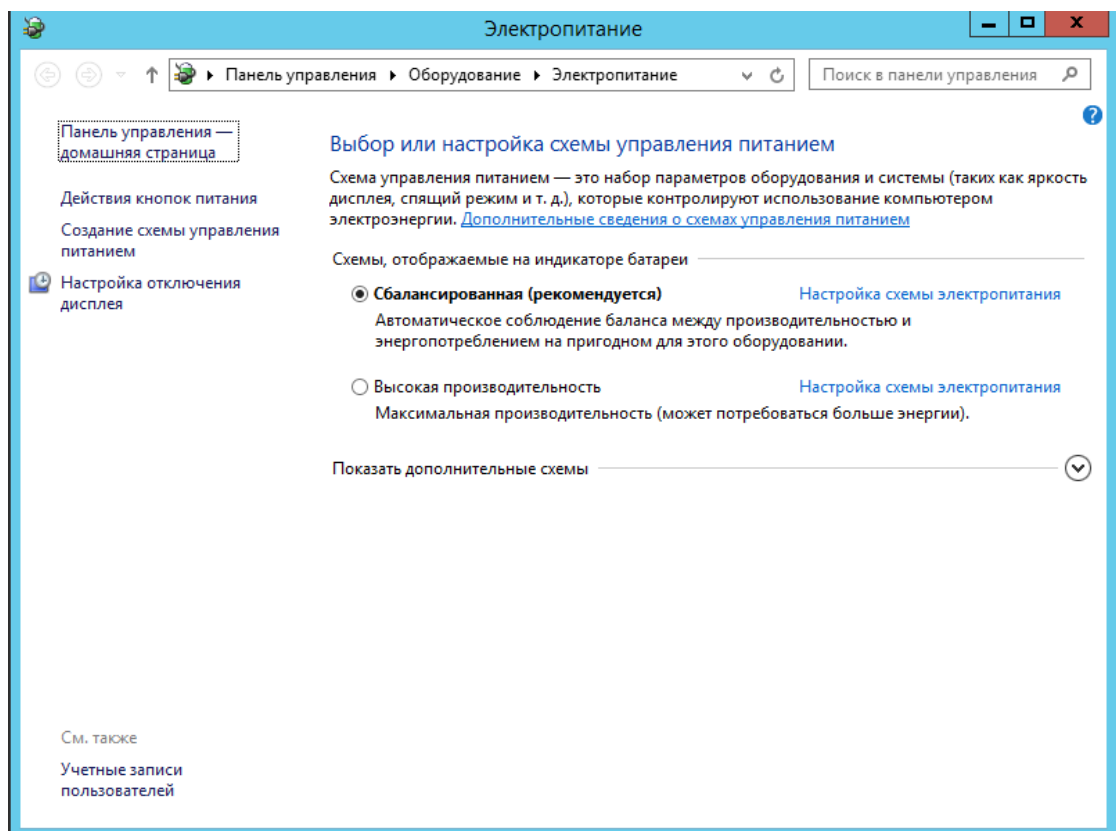 Электропитание
Панель управления ▸ Оборудование ▸ Электропитание
Поиск в панели управления
Панель управления —
домашняя страница
Действия кнопок питания
Создание схемы управления
питанием
Настройка отключения
дисплея
См. также
Учетные записи
пользователей
Выбор или настройка схемы управления питанием
Схема управления питанием — это набор параметров оборудования и системы (таких как яркость
дисплея, спящий режим и т. д.), которые контролируют использование компьютером
электроэнергии. Дополнительные сведения о схемах управления питанием
Схемы, отображаемые на индикаторе батареи
Сбалансированная (рекомендуется) Настройка схемы электропитания
Автоматическое соблюдение баланса между производительностью и
энергопотреблением на пригодном для этого оборудовании.
Высокая производительность Настройка схемы электропитания
Максимальная производительность (может потребоваться больше энергии).
Показать дополнительные схемы